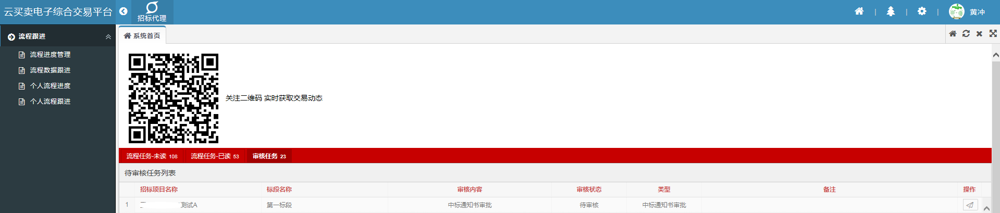 云买卖电子综合交易平台
招标代理
黄冲
流程跟进
系统首页
流程进度管理
流程数据跟进
个人流程进度
个人流程跟进
关注二维码 实时获取交易动态
流程任务-未读 108 流程任务-已读 53 审核任务 23
待审核任务列表
招标项目名称 标段名称 审核内容 审核状态 类型 备注 操作
1 测试A 第一标段 中标通知书审批 待审核 中标通知书审批